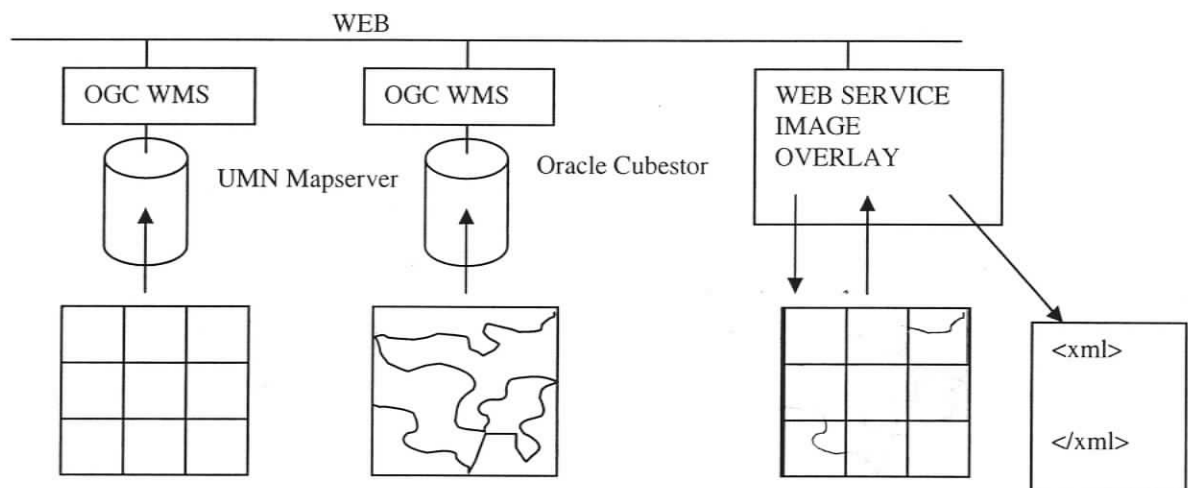 WEB
OGC WMS
OGC WMS
WEB SERVICE
IMAGE
OVERLAY
UMN Mapserver
Oracle Cubestor
<xml>
</xml>